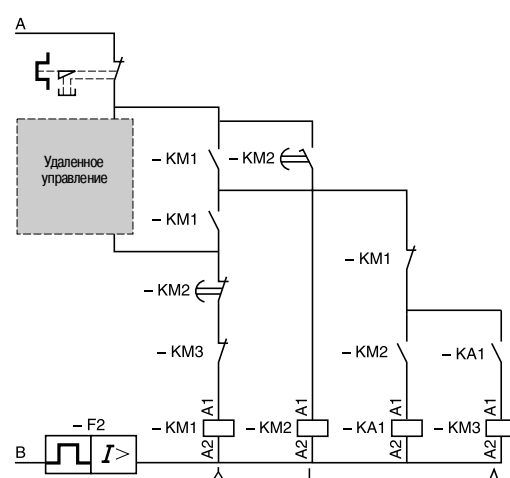 A
Удаленное
управление
– KM1
– KM2
– KM1
– KM1
– KM2
– KM3
– KM2
– KA1
A1
A1
A1
A1
– F2
I>
– KM1
– KM2
– KA1
– KM3
A2
A2
A2
A2
B